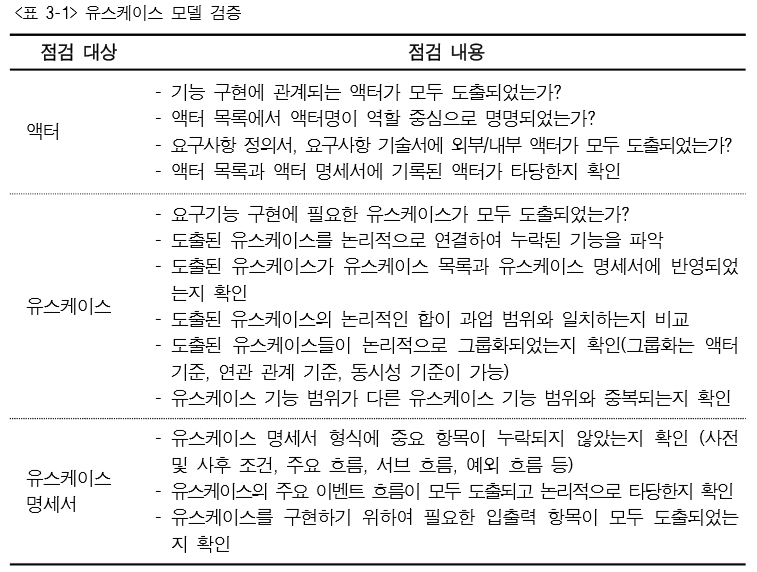 <표 3-1> 유스케이스 모델 검증
점검 대상 점검 내용
액터
- 기능 구현에 관계되는 액터가 모두 도출되었는가?
- 액터 목록에서 액터명이 역할 중심으로 명명되었는가?
- 요구사항 정의서, 요구사항 기술서에 외부/내부 액터가 모두 도출되었는가?
- 액터 목록과 액터 명세서에 기록된 액터가 타당한지 확인
유스케이스
- 요구기능 구현에 필요한 유스케이스가 모두 도출되었는가?
- 도출된 유스케이스를 논리적으로 연결하여 누락된 기능을 파악
- 도출된 유스케이스가 유스케이스 목록과 유스케이스 명세서에 반영되었
는지 확인
- 도출된 유스케이스의 논리적인 합이 과업 범위와 일치하는지 비교
- 도출된 유스케이스들이 논리적으로 그룹화되었는지 확인(그룹화는 액터
기준, 연관 관계 기준, 동시성 기준이 가능)
- 유스케이스 기능 범위가 다른 유스케이스 기능 범위와 중복되는지 확인
유스케이스
명세서
- 유스케이스 명세서 형식에 중요 항목이 누락되지 않았는지 확인 (사전
및 사후 조건, 주요 흐름, 서브 흐름, 예외 흐름 등)
- 유스케이스의 주요 이벤트 흐름이 모두 도출되고 논리적으로 타당한지 확인
- 유스케이스를 구현하기 위하여 필요한 입출력 항목이 모두 도출되었는
지 확인